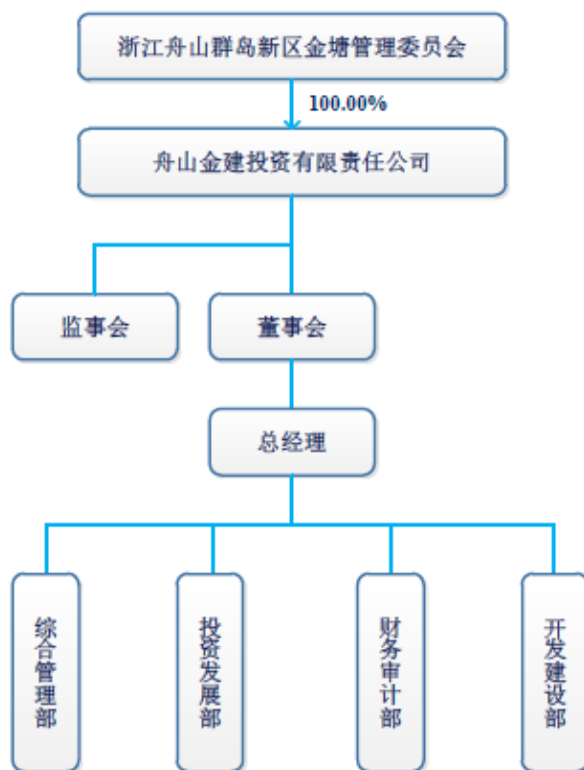 浙江舟山群岛新区金塘管理委员会
100.00%
舟山金建投资有限责任公司
监事会
董事会
总经理
综合管理部
投资发展部
财务审计部
开发建设部